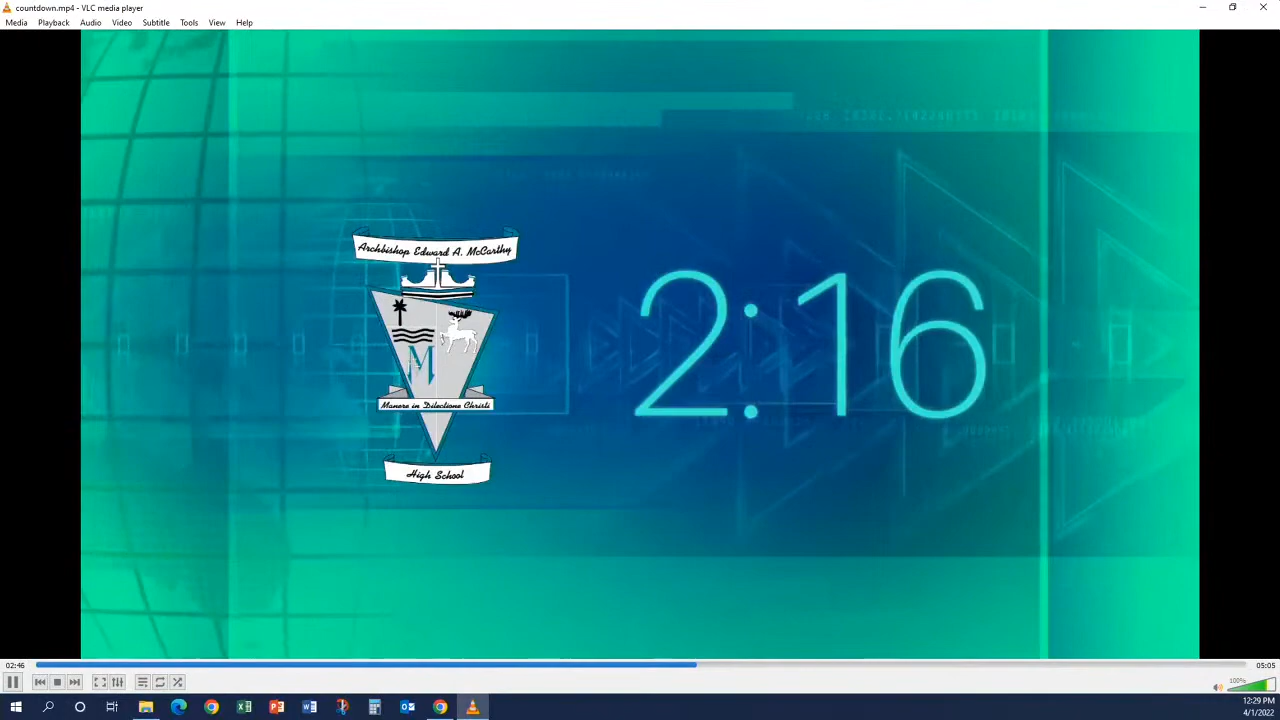 countdown.mp4 - VLC media player
Media Playback Audio Video Subtitle Tools View Help
Archbishop Edward A. McCarthy
M
Manere in Dilectione Christi
High School
2:16
02:46
05:05
100%
12:29 PM
4/1/2022